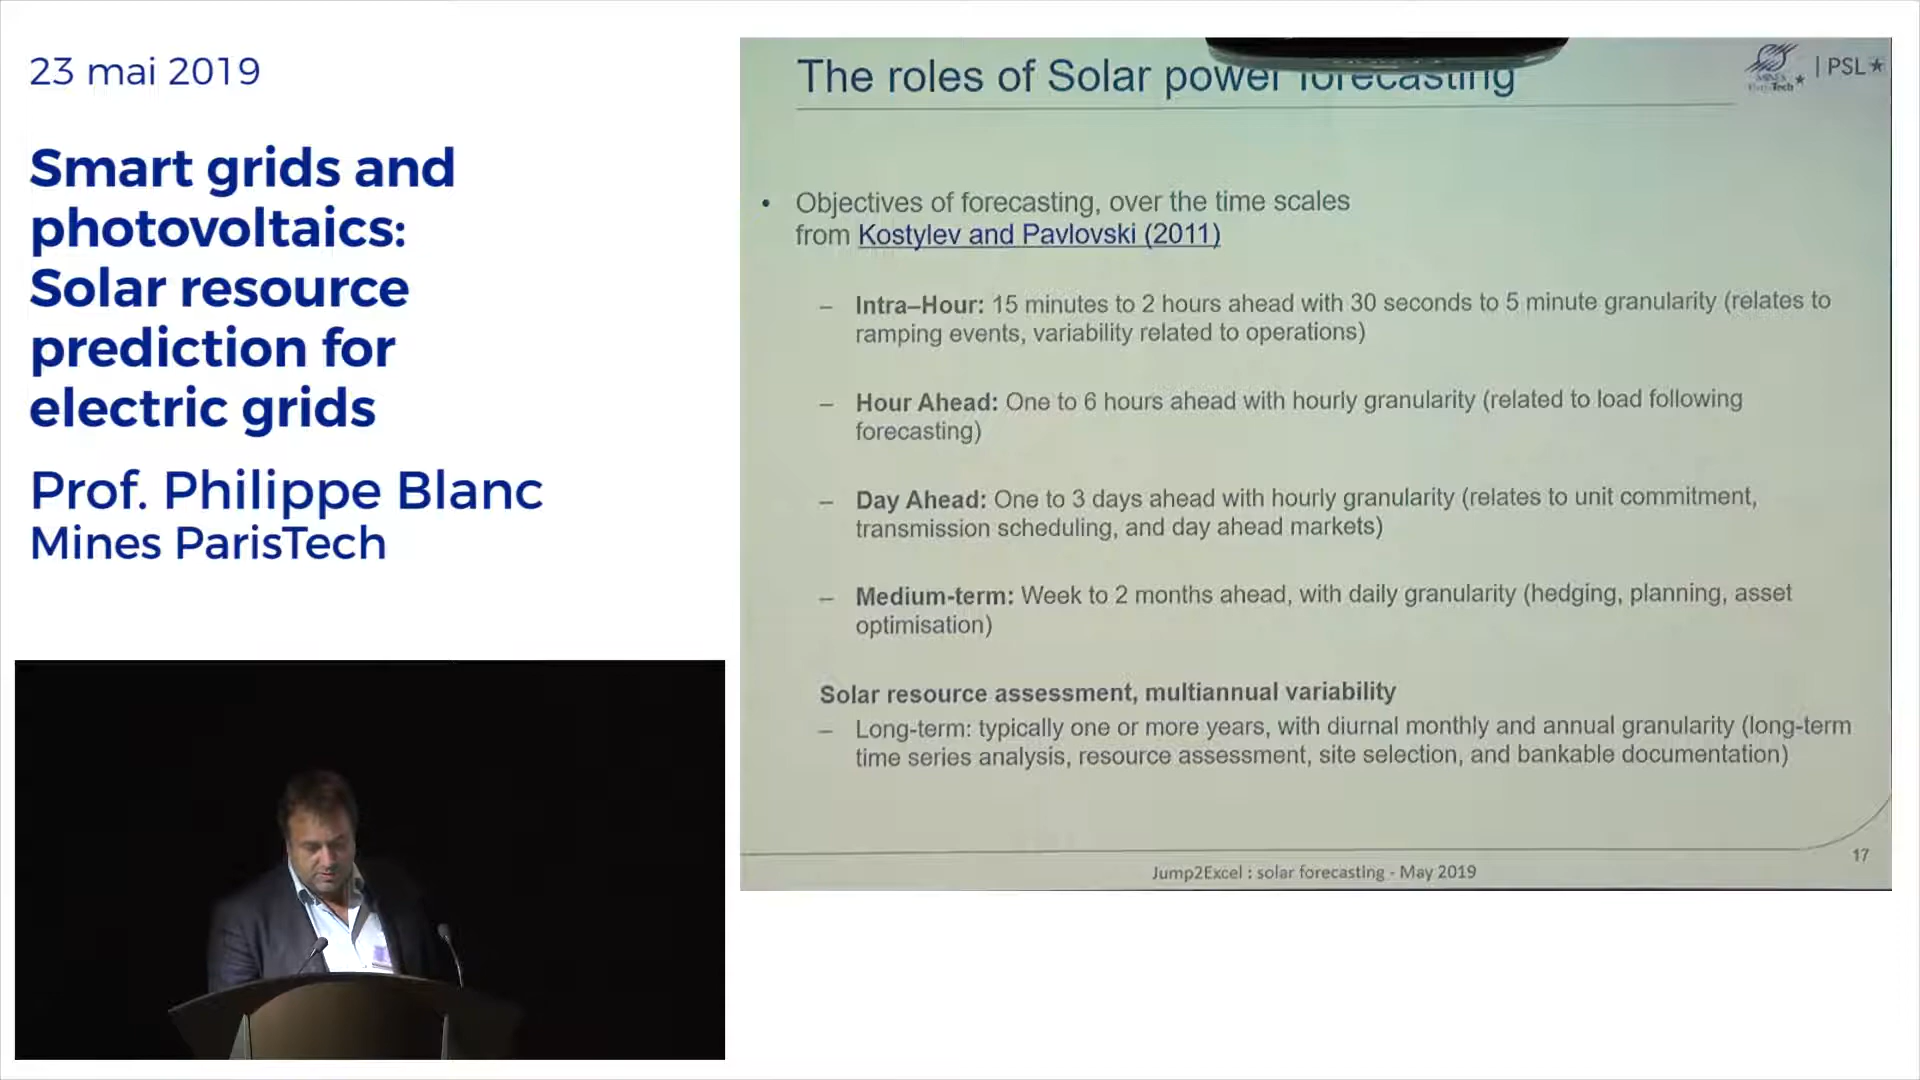 23 mai 2019
Smart grids and
photovoltaics:
Solar resource
prediction for
electric grids
Prof. Philippe Blanc
Mines ParisTech
The roles of Solar power forecasting
MINES
ParisTech
| PSL★
• Objectives of forecasting, over the time scales
from Kostylev and Pavlovski (2011)
– Intra–Hour: 15 minutes to 2 hours ahead with 30 seconds to 5 minute granularity (relates to
ramping events, variability related to operations)
– Hour Ahead: One to 6 hours ahead with hourly granularity (related to load following
forecasting)
– Day Ahead: One to 3 days ahead with hourly granularity (relates to unit commitment,
transmission scheduling, and day ahead markets)
– Medium-term: Week to 2 months ahead, with daily granularity (hedging, planning, asset
optimisation)
Solar resource assessment, multiannual variability
– Long-term: typically one or more years, with diurnal monthly and annual granularity (long-term
time series analysis, resource assessment, site selection, and bankable documentation)
17
Jump2Excel : solar forecasting - May 2019